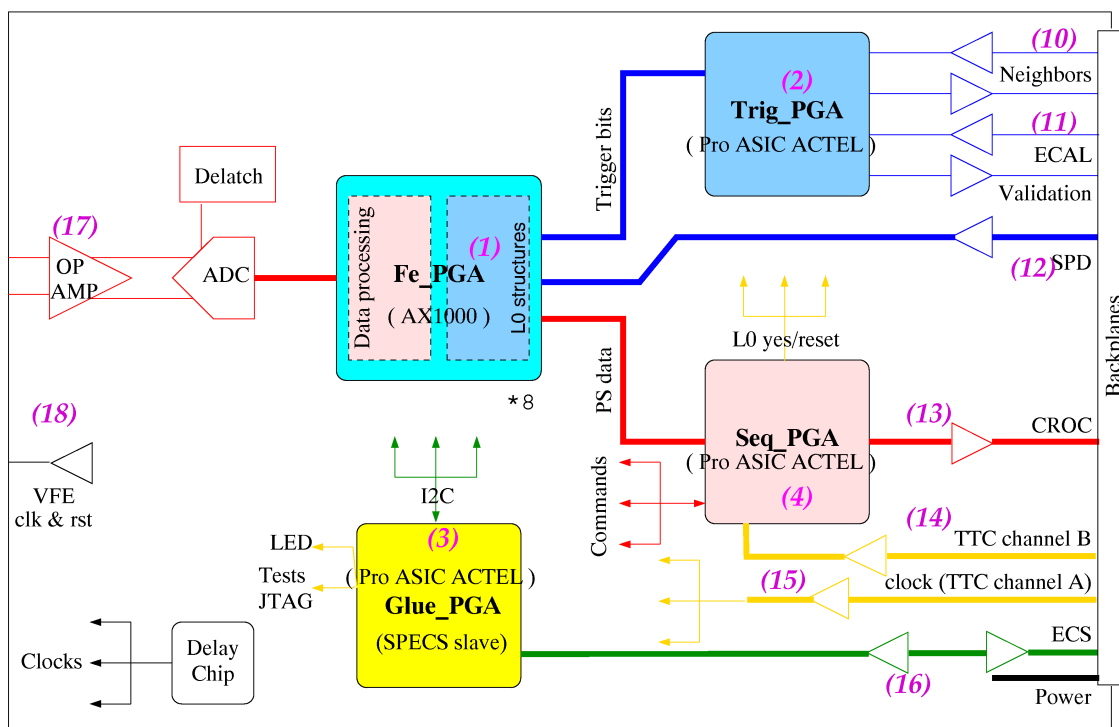 (10)
Neighbors
(2)
Trig_PGA
( Pro ASIC ACTEL )
(11)
ECAL
Validation
Trigger bits
Delatch
(17)
OP
AMP
ADC
Data processing
(1)
L0 structures
Fe_PGA
( AX1000 )
*8
(12)
SPD
Backplanes
L0 yes/reset
PS data
(18)
VFE
clk & rst
Seq_PGA
( Pro ASIC ACTEL )
(4)
(13)
CROC
I2C
Commands
(14)
TTC channel B
(3)
( Pro ASIC ACTEL )
Glue_PGA
(SPECS slave)
LED
Tests
JTAG
(15)
clock (TTC channel A)
Clocks
Delay
Chip
ECS
(16)
Power